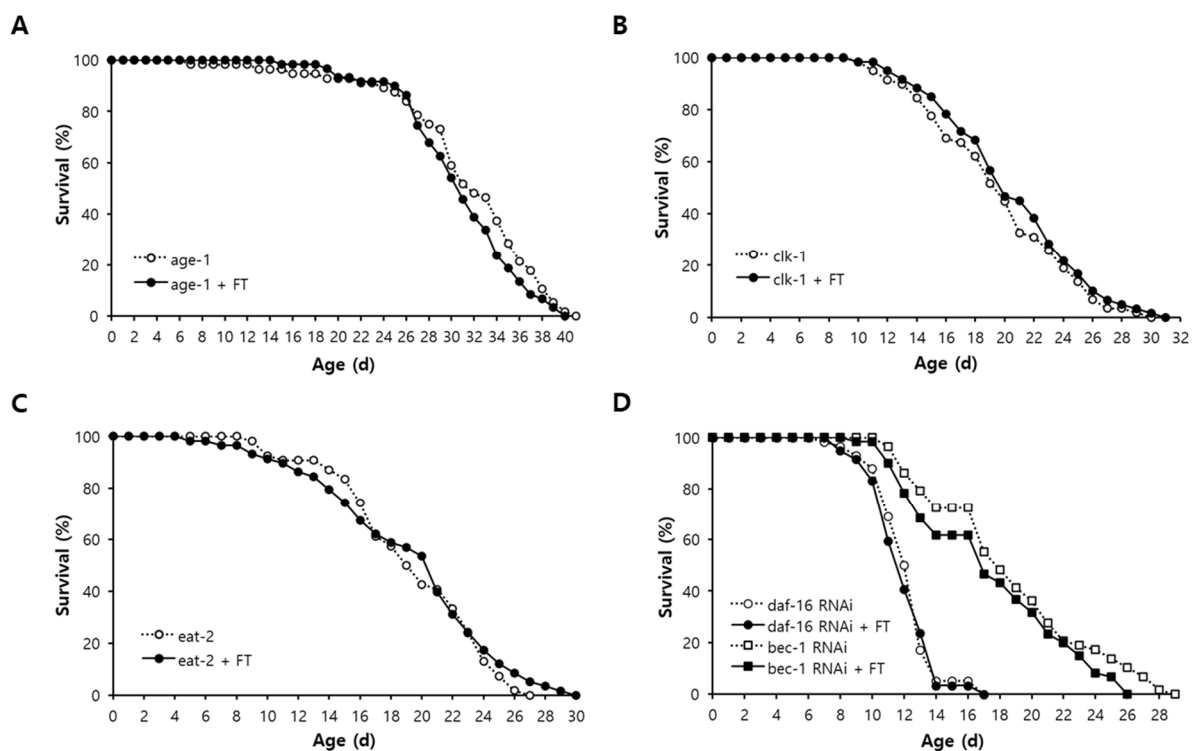 A
Survival (%)
100
80
60
40
20
0
age-1
age-1 + FT
0 2 4 6 8 10 12 14 16 18 20 22 24 26 28 30 32 34 36 38 40
Age (d)
B
Survival (%)
100
80
60
40
20
0
clk-1
clk-1 + FT
0 2 4 6 8 10 12 14 16 18 20 22 24 26 28 30 32
Age (d)
C
Survival (%)
100
80
60
40
20
0
eat-2
eat-2 + FT
0 2 4 6 8 10 12 14 16 18 20 22 24 26 28 30
Age (d)
D
Survival (%)
100
80
60
40
20
0
daf-16 RNAi
daf-16 RNAi + FT
bec-1 RNAi
bec-1 RNAi + FT
0 2 4 6 8 10 12 14 16 18 20 22 24 26 28
Age (d)